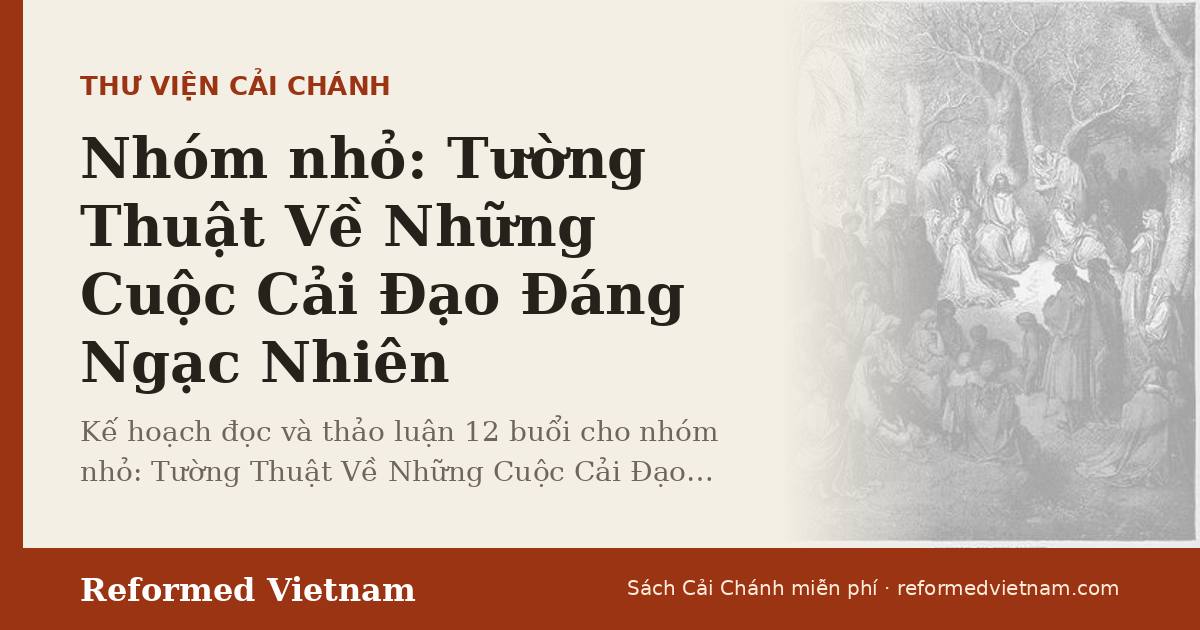 THƯ VIỆN CẢI CHÁNH
Nhóm nhỏ: Tường
Thuật Về Những
Cuộc Cải Đạo Đáng
Ngạc Nhiên
Kế hoạch đọc và thảo luận 12 buổi cho nhóm
nhỏ: Tường Thuật Về Những Cuộc Cải Đạo...
Reformed Vietnam
Sách Cải Chánh miễn phí · reformedvietnam.com